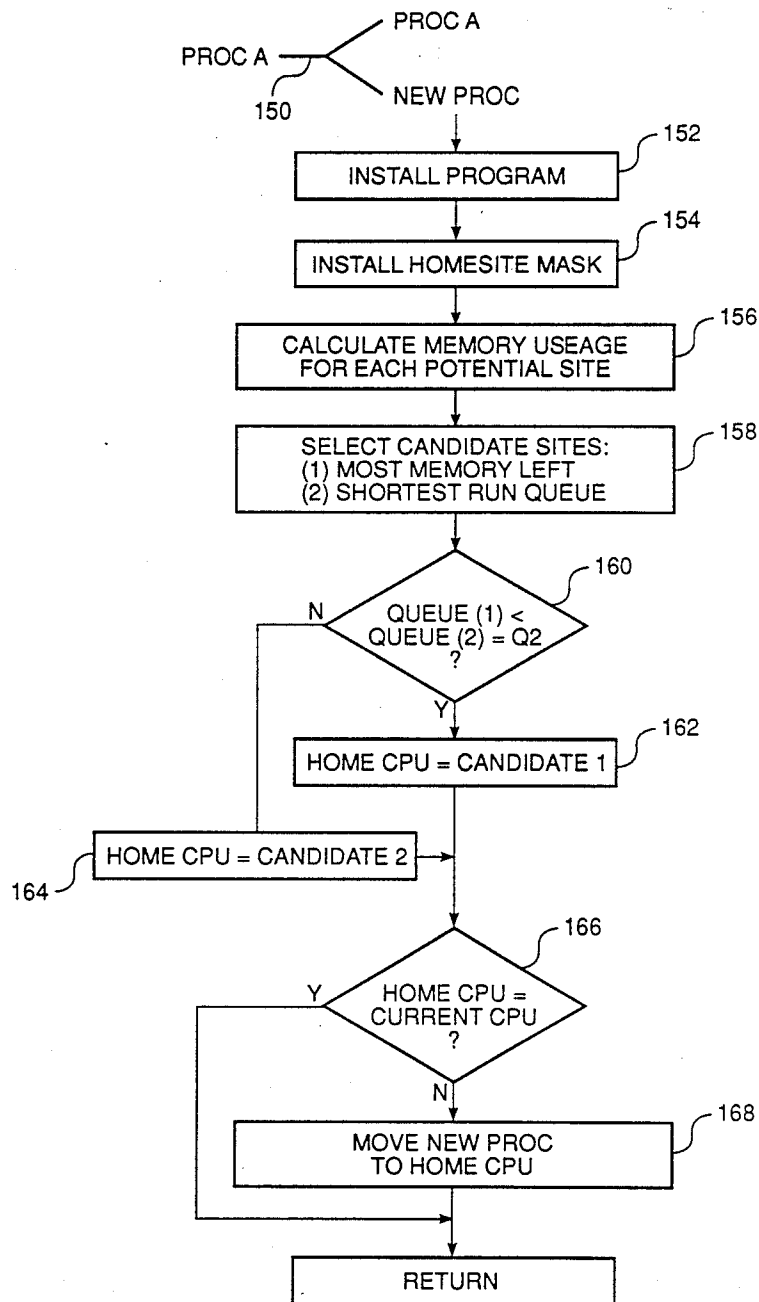 PROC A
PROC A
150
NEW PROC
152
INSTALL PROGRAM
154
INSTALL HOMESITE MASK
156
CALCULATE MEMORY USEAGE
FOR EACH POTENTIAL SITE
158
SELECT CANDIDATE SITES:
(1) MOST MEMORY LEFT
(2) SHORTEST RUN QUEUE
160
N
QUEUE (1) <
QUEUE (2) = Q2
?
Y
162
HOME CPU = CANDIDATE 1
HOME CPU = CANDIDATE 2
164
166
Y
HOME CPU =
CURRENT CPU
?
N
168
MOVE NEW PROC
TO HOME CPU
RETURN